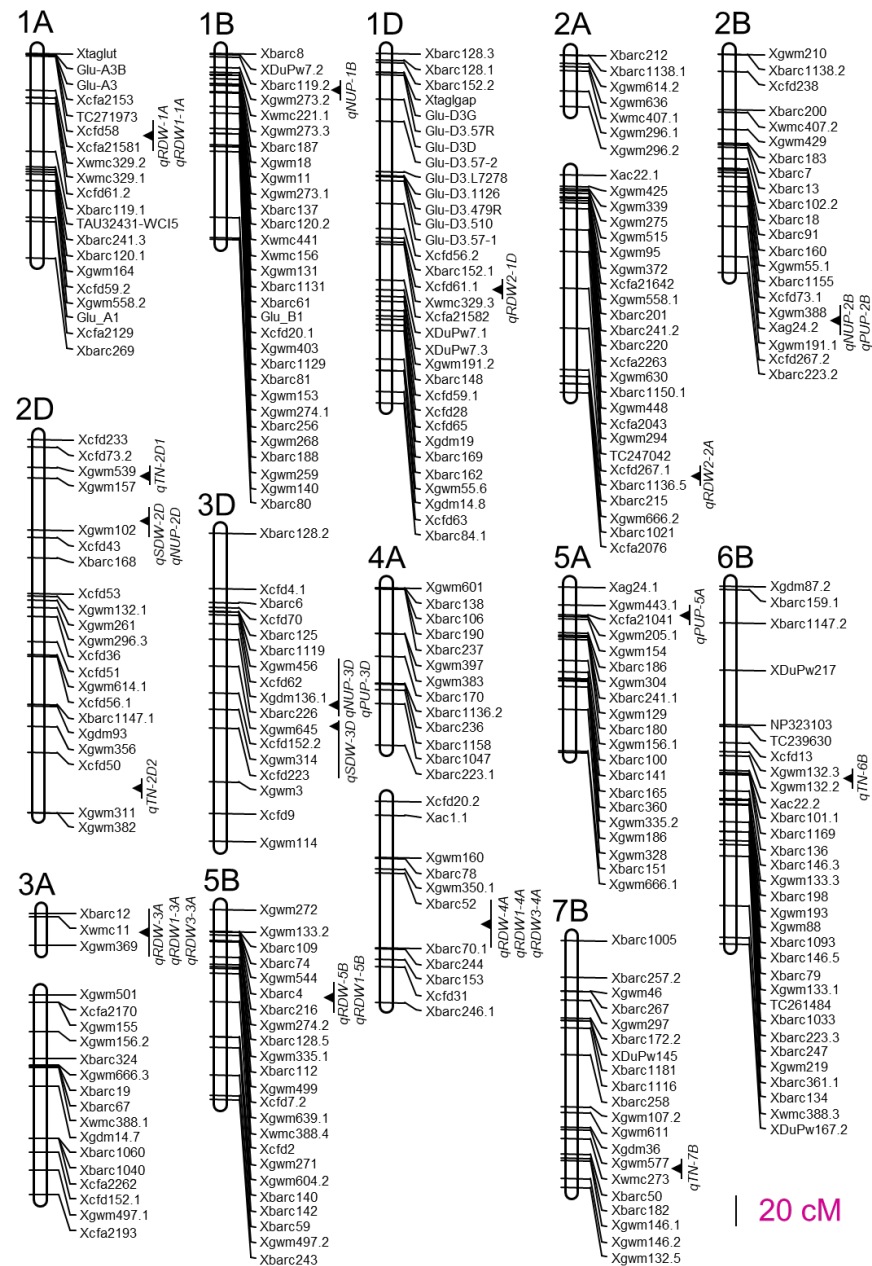 1A
Xtaglut
Glu-A3B
Glu-A3
Xcfa2153
TC271973
Xcfd58
Xcfa21581
Xwmc329.2
Xwmc329.1
Xcfd61.2
Xbarc119.1
TAU32431-WCI5
Xbarc241.3
Xbarc120.1
Xgwm164
Xcfd59.2
Xgwm558.2
Glu_A1
Xcfa2129
Xbarc269
qRDW-1A
qRDW1-1A
1B
Xbarc8
XDuPw7.2
Xbarc119.2
Xgwm273.2
Xwmc221.1
Xgwm273.3
Xbarc187
Xgwm18
Xgwm11
Xgwm273.1
Xbarc137
Xbarc120.2
Xwmc441
Xwmc156
Xgwm131
Xbarc1131
Xbarc61
Glu_B1
Xcfd20.1
Xgwm403
Xbarc1129
Xbarc81
Xgwm153
Xgwm274.1
Xbarc256
Xgwm268
Xbarc188
Xgwm259
Xgwm140
Xbarc80
qNUP-1B
1D
Xbarc128.3
Xbarc128.1
Xbarc152.2
Xtaglgap
Glu-D3G
Glu-D3.57R
Glu-D3D
Glu-D3.57-2
Glu-D3.L7278
Glu-D3.1126
Glu-D3.479R
Glu-D3.510
Glu-D3.57-1
Xcfd56.2
Xbarc152.1
Xcfd61.1
Xwmc329.3
Xcfa21582
XDuPw7.1
XDuPw7.3
Xgwm191.2
Xbarc148
Xcfd59.1
Xcfd28
Xcfd65
Xgdm19
Xbarc169
Xbarc162
Xgwm55.6
Xgdm14.8
Xcfd63
Xbarc84.1
qRDW2-1D
2A
Xbarc212
Xbarc1138.1
Xgwm614.2
Xgwm636
Xwmc407.1
Xgwm296.1
Xgwm296.2
Xac22.1
Xgwm425
Xgwm339
Xgwm275
Xgwm515
Xgwm95
Xgwm372
Xcfa21642
Xgwm558.1
Xbarc201
Xbarc241.2
Xbarc220
Xcfa2263
Xgwm630
Xbarc1150.1
Xgwm448
Xcfa2043
Xgwm294
TC247042
Xcfd267.1
Xbarc1136.5
Xbarc215
Xgwm666.2
Xbarc1021
Xcfa2076
qRDW2-2A
2B
Xgwm210
Xbarc1138.2
Xcfd238
Xbarc200
Xwmc407.2
Xgwm429
Xbarc183
Xbarc7
Xbarc13
Xbarc102.2
Xbarc18
Xbarc91
Xbarc160
Xgwm55.1
Xbarc1155
Xcfd73.1
Xgwm388
Xag24.2
Xgwm191.1
Xcfd267.2
Xbarc223.2
qNUP-2B
qPUP-2B
2D
Xcfd233
Xcfd73.2
Xgwm539
Xgwm157
Xgwm102
Xcfd43
Xbarc168
Xcfd53
Xgwm132.1
Xgwm261
Xgwm296.3
Xcfd36
Xcfd51
Xgwm614.1
Xcfd56.1
Xbarc1147.1
Xgdm93
Xgwm356
Xcfd50
Xgwm311
Xgwm382
qTN-2D1
qSDW-2D
qNUP-2D
qTN-2D2
3D
Xbarc128.2
Xcfd4.1
Xbarc6
Xcfd70
Xbarc125
Xbarc1119
Xgwm456
Xcfd62
Xgdm136.1
Xbarc226
Xgwm645
Xcfd152.2
Xgwm314
Xcfd223
Xgwm3
Xcfd9
Xgwm114
qSDW-3D
qNUP-3D
qPUP-3D
4A
Xgwm601
Xbarc138
Xbarc106
Xbarc190
Xbarc237
Xgwm397
Xgwm383
Xbarc170
Xbarc1136.2
Xbarc236
Xbarc1158
Xbarc1047
Xbarc223.1
Xcfd20.2
Xac1.1
Xgwm160
Xbarc78
Xgwm350.1
Xbarc52
Xbarc70.1
Xbarc244
Xbarc153
Xcfd31
Xbarc246.1
qRDW-4A
qRDW1-4A
qRDW3-4A
5A
Xag24.1
Xgwm443.1
Xcfa21041
Xgwm205.1
Xgwm154
Xbarc186
Xgwm304
Xbarc241.1
Xgwm129
Xbarc180
Xgwm156.1
Xbarc100
Xbarc141
Xbarc165
Xbarc360
Xgwm335.2
Xgwm186
Xgwm328
Xbarc151
Xgwm666.1
qPUP-5A
6B
Xgdm87.2
Xbarc159.1
Xbarc1147.2
XDuPw217
NP323103
TC239630
Xcfd13
Xgwm132.3
Xgwm132.2
Xac22.2
Xbarc101.1
Xbarc1169
Xbarc136
Xbarc146.3
Xgwm133.3
Xbarc198
Xgwm193
Xgwm88
Xbarc1093
Xbarc146.5
Xbarc79
Xgwm133.1
TC261484
Xbarc1033
Xbarc223.3
Xbarc247
Xgwm219
Xbarc361.1
Xbarc134
Xwmc388.3
XDuPw167.2
qTN-6B
3A
Xbarc12
Xwmc11
Xgwm369
Xgwm501
Xcfa2170
Xgwm155
Xgwm156.2
Xbarc324
Xgwm666.3
Xbarc19
Xbarc67
Xwmc388.1
Xgdm14.7
Xbarc1060
Xbarc1040
Xcfa2262
Xcfd152.1
Xgwm497.1
Xcfa2193
qRDW-3A
qRDW1-3A
qRDW3-3A
5B
Xgwm272
Xgwm133.2
Xbarc109
Xbarc74
Xgwm544
Xbarc4
Xbarc216
Xgwm274.2
Xbarc128.5
Xgwm335.1
Xbarc112
Xgwm499
Xcfd7.2
Xgwm639.1
Xwmc388.4
Xcfd2
Xgwm271
Xgwm604.2
Xbarc140
Xbarc142
Xbarc59
Xgwm497.2
Xbarc243
qRDW-5B
qRDW1-5B
7B
Xbarc1005
Xbarc257.2
Xgwm46
Xbarc267
Xgwm297
Xbarc172.2
XDuPw145
Xbarc1181
Xbarc1116
Xbarc258
Xgwm107.2
Xgwm611
Xgdm36
Xgwm577
Xwmc273
Xbarc50
Xbarc182
Xgwm146.1
Xgwm146.2
Xgwm132.5
qTN-7B
20 cM